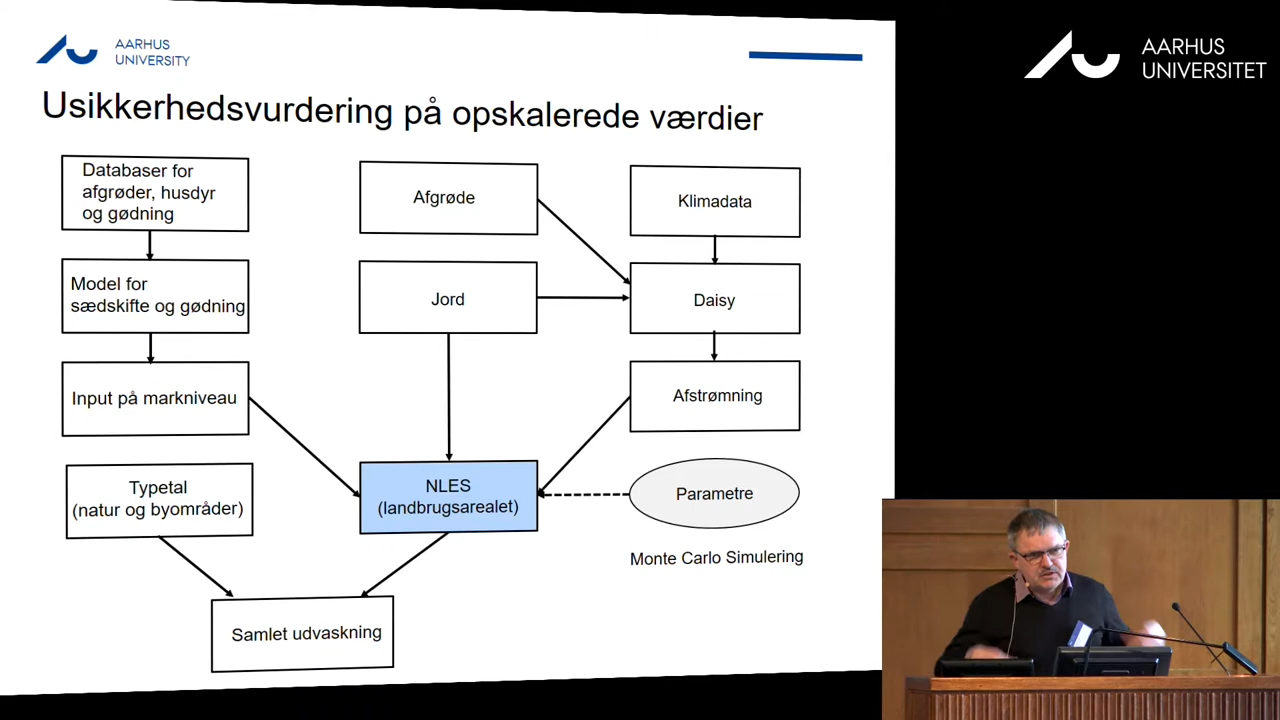 AARHUS
UNIVERSITY
AARHUS
UNIVERSITET
Usikkerhedsvurdering på opskalerede værdier
Databaser for
afgrøder, husdyr
og gødning
Afgrøde
Klimadata
Model for
sædskifte og gødning
Jord
Daisy
Input på markniveau
Afstrømning
Typetal
(natur og byområder)
NLES
(landbrugsarealet)
Parametre
Monte Carlo Simulering
Samlet udvaskning